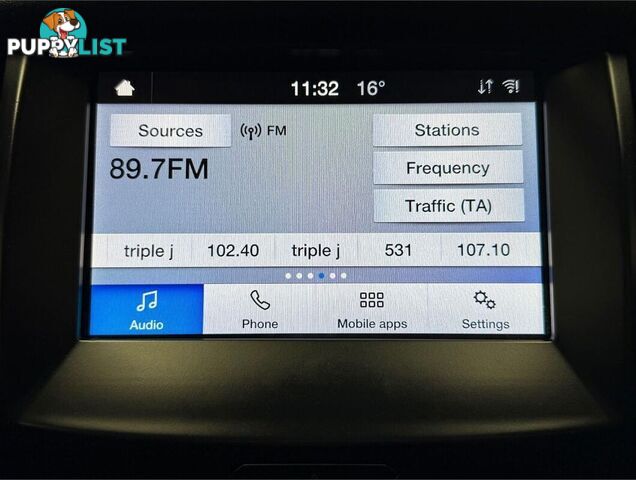 PUPPYLIST
11:32 16°
Sources FM Stations
89.7FM Frequency
Traffic (TA)
triple j 102.40 triple j 531 107.10
Audio Phone Mobile apps Settings